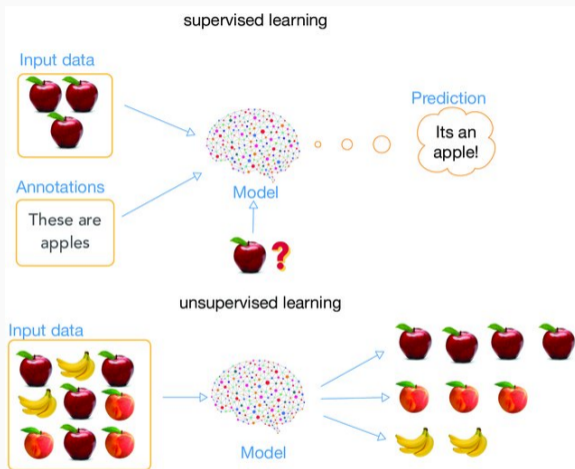 supervised learning
Input data
Prediction
Its an
apple!
Annotations
Model
These are
apples
?
unsupervised learning
Input data
Model